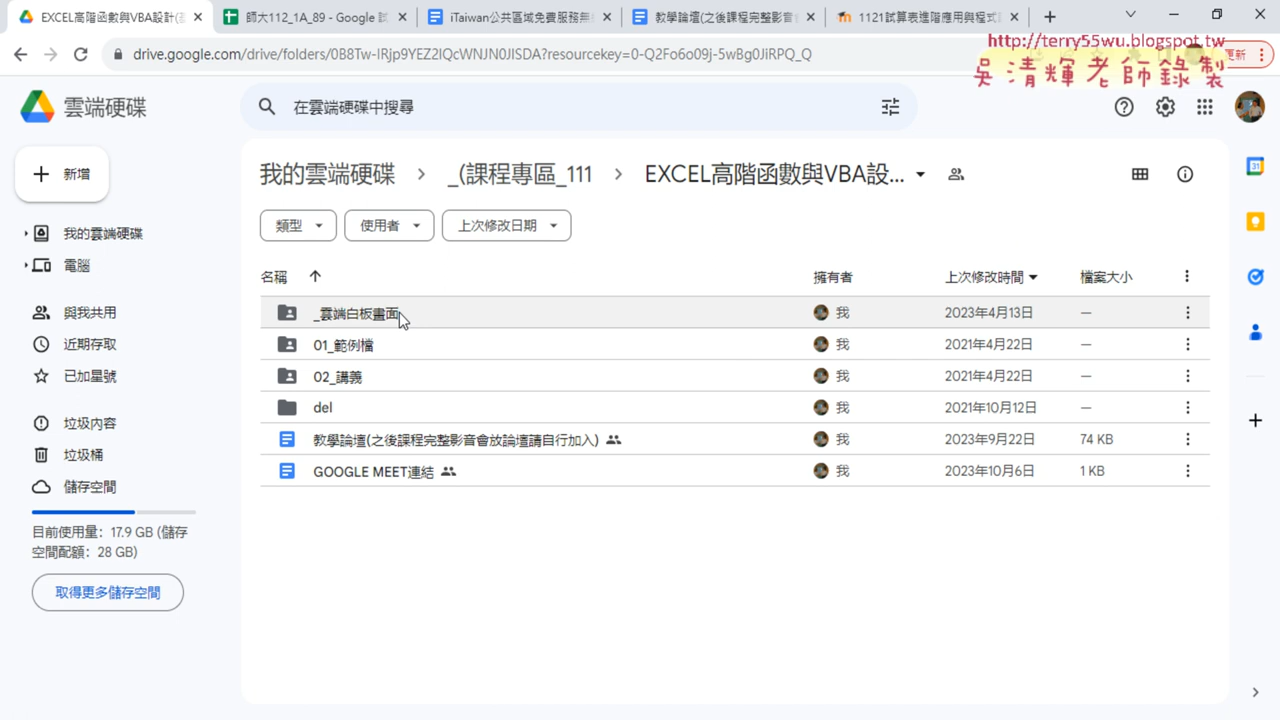 EXCEL高階函數與VBA設計(
師大112_1A_89 - Google 試
iTaiwan公共區域免費服務無
教學論壇(之後課程完整影音
1121試算表進階應用與程式
drive.google.com/drive/folders/0B8Tw-IRjp9YEZ2lQcWNJN0NSDA?resourcekey=0-Q2Fo6o09j-5wBg0JiRPQ_Q
更新
http://terry55wu.blogspot.tw
吳清輝老師錄製
雲端硬碟
在雲端硬碟中搜尋
新增
我的雲端硬碟 > _(課程專區_111 > EXCEL高階函數與VBA設...
類型 使用者 上次修改日期
我的雲端硬碟
電腦
與我共用
近期存取
已加星號
垃圾內容
垃圾桶
儲存空間
目前使用量：17.9 GB (儲存
空間配額：28 GB)
取得更多儲存空間
名稱 擁有者 上次修改時間 檔案大小
_雲端白板畫面 我 2023年4月13日 —
01_範例檔 我 2021年4月22日 —
02_講義 我 2021年4月22日 —
del 我 2021年10月12日 —
教學論壇(之後課程完整影音會放論壇請自行加入) 我 2023年9月22日 74 KB
GOOGLE MEET連結 我 2023年10月6日 1 KB
31